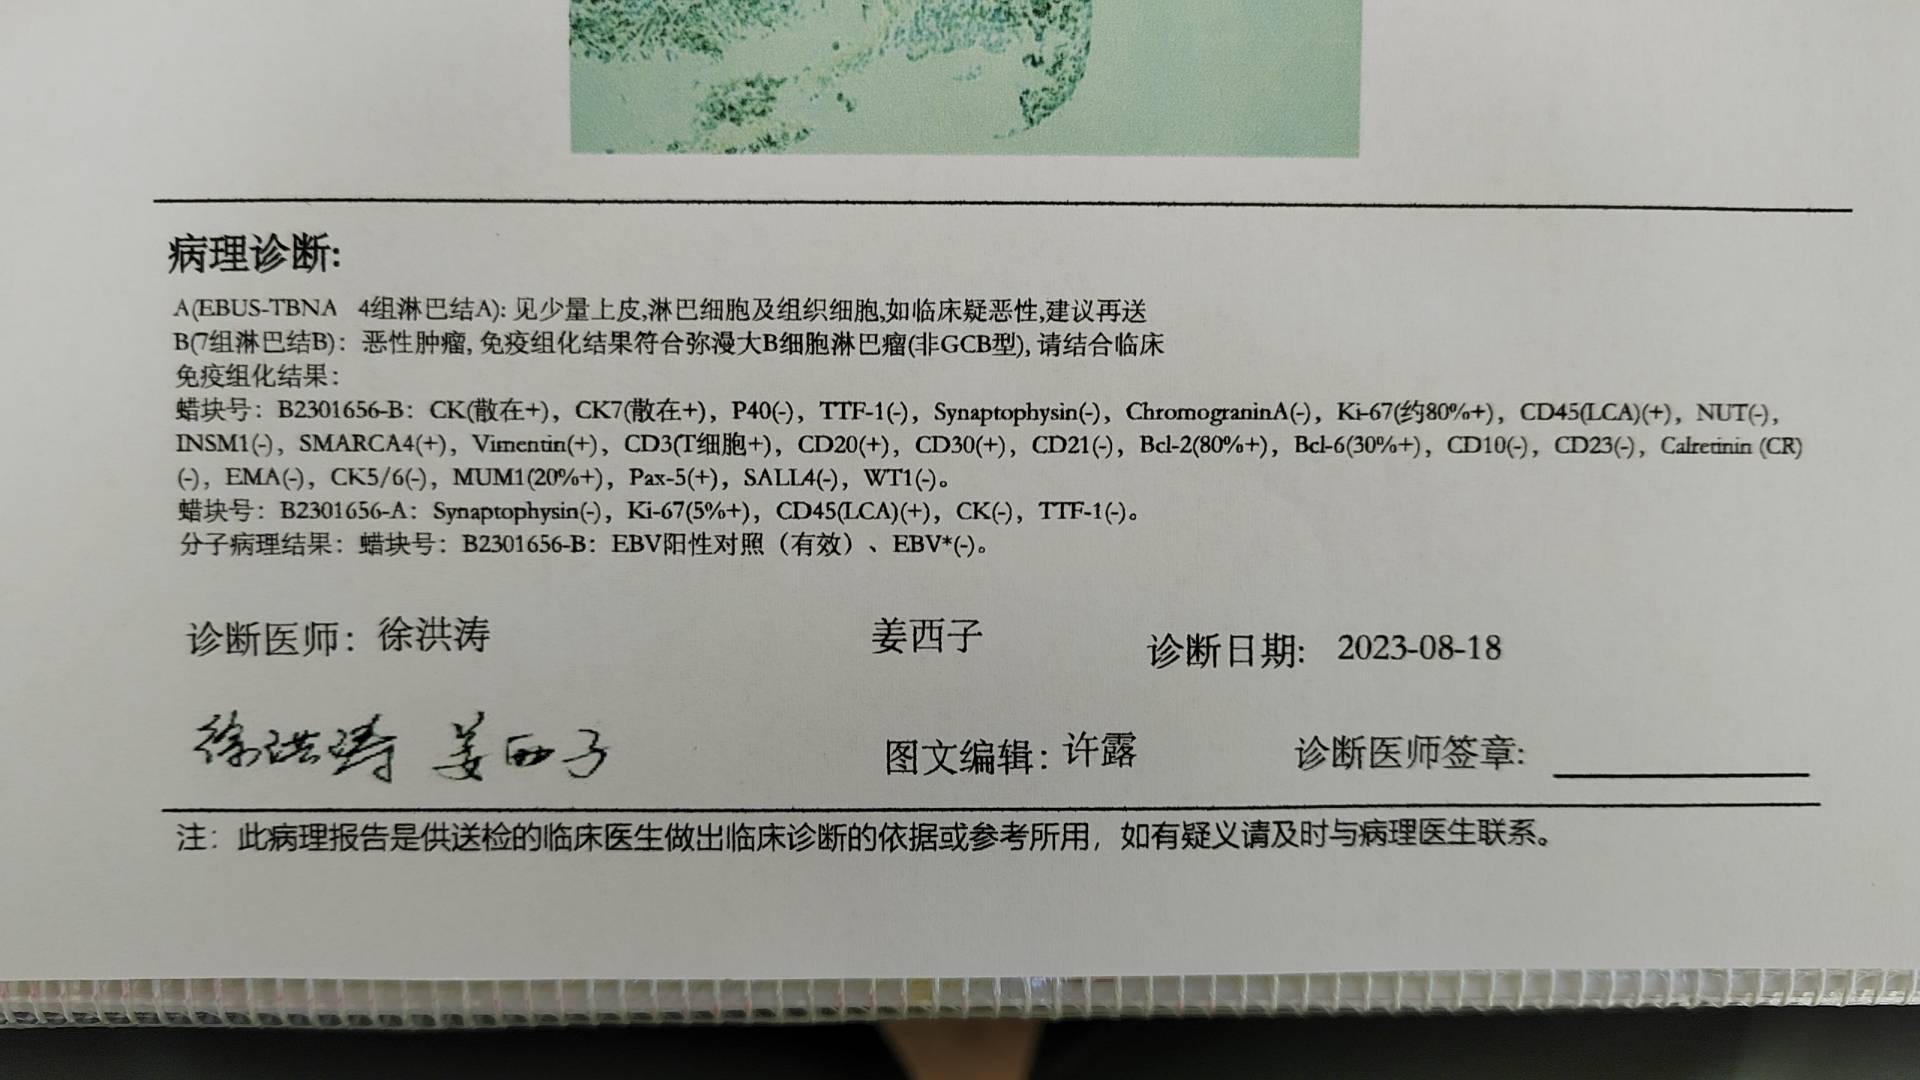 病理诊断:
A(EBUS-TBNA 4组淋巴结A): 见少量上皮,淋巴细胞及组织细胞,如临床疑恶性,建议再送
B(7组淋巴结B)： 恶性肿瘤, 免疫组化结果符合弥漫大B细胞淋巴瘤(非GCB型), 请结合临床
免疫组化结果：
蜡块号：B2301656-B：CK(散在+)，CK7(散在+)，P40(-)，TTF-1(-)，Synaptophysin(-)，ChromograninA(-)，Ki-67(约80%+)，CD45(LCA)(+)，NUT(-)，
INSM1(-)，SMARCA4(+)，Vimentin(+)，CD3(T细胞+)，CD20(+)，CD30(+)，CD21(-)，Bcl-2(80%+)，Bcl-6(30%+)，CD10(-)，CD23(-)，Calretinin (CR)
(-)，EMA(-)，CK5/6(-)，MUM1(20%+)，Pax-5(+)，SALL4(-)，WT1(-)。
蜡块号：B2301656-A：Synaptophysin(-)，Ki-67(5%+)，CD45(LCA)(+)，CK(-)，TTF-1(-)。
分子病理结果：蜡块号：B2301656-B：EBV阳性对照（有效）、EBV*(-)。
诊断医师：徐洪涛 姜西子 诊断日期: 2023-08-18
徐洪涛 姜西子 图文编辑：许露 诊断医师签章:
注：此病理报告是供送检的临床医生做出临床诊断的依据或参考所用，如有疑义请及时与病理医生联系。